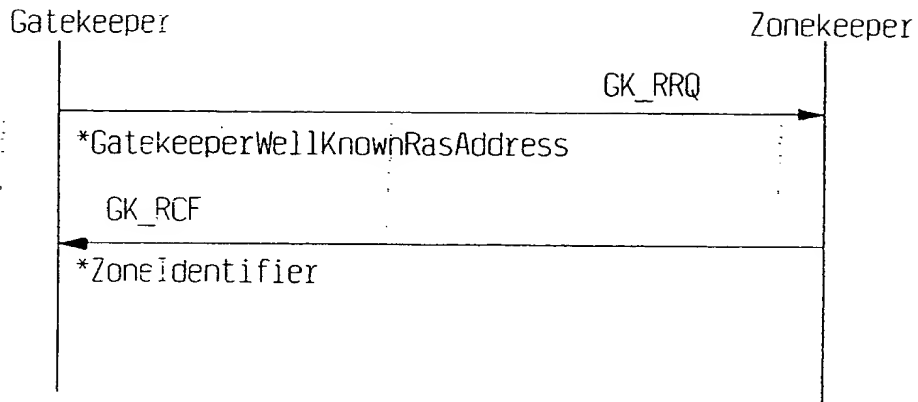 Gatekeeper
Zonekeeper
GK_RRQ
*GatekeeperWellKnownRasAddress
GK_RCF
*ZoneIdentifier